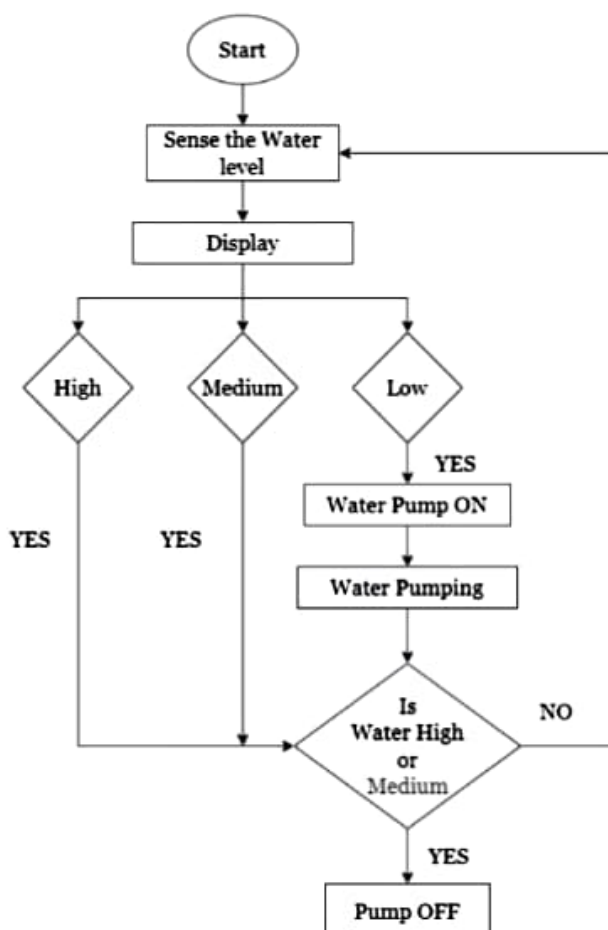 Start
Sense the Water
level
Display
High
Medium
Low
YES
Water Pump ON
YES
YES
Water Pumping
Is
Water High
or
Medium
NO
YES
Pump OFF